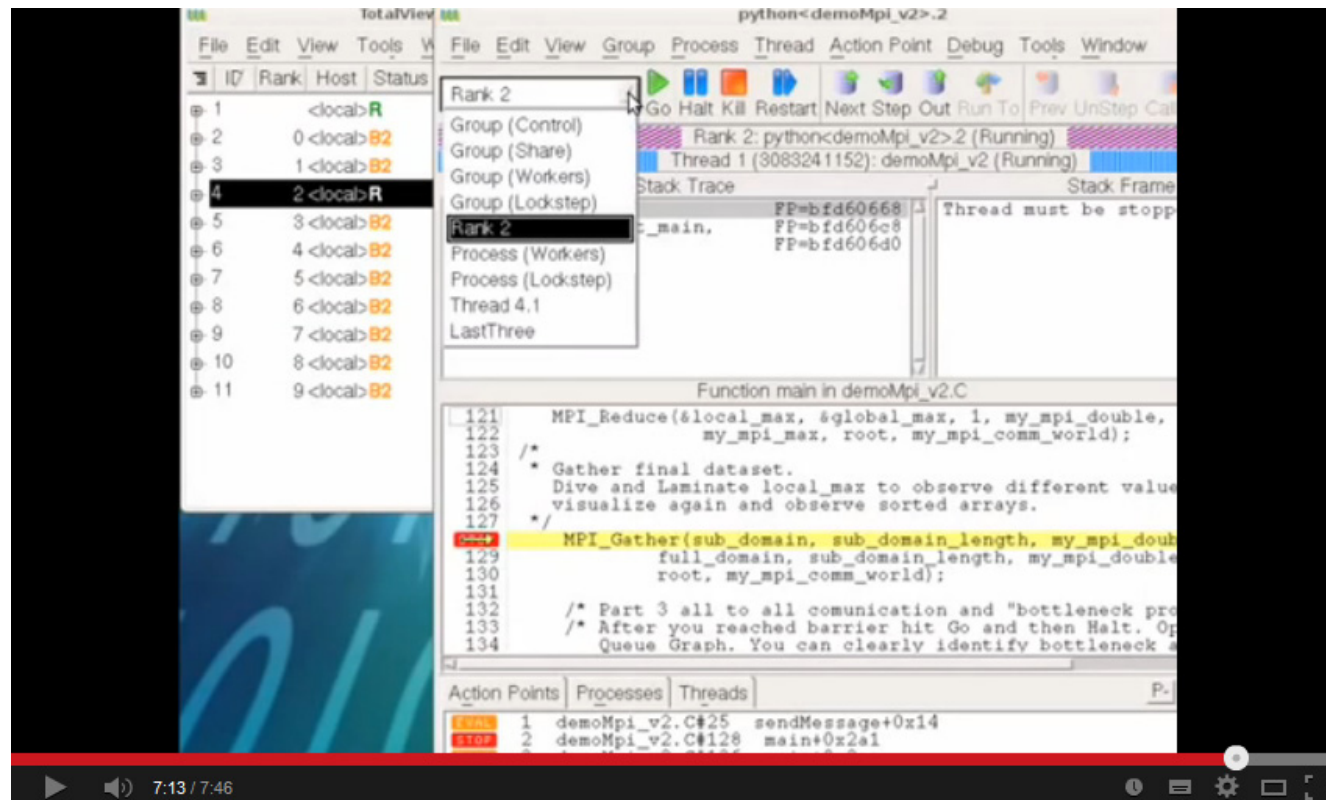 TotalView
File Edit View Tools W
ID Rank Host Status
1 <local> R
2 0 <local> B2
3 1 <local> B2
4 2 <local> R
5 3 <local> B2
6 4 <local> B2
7 5 <local> B2
8 6 <local> B2
9 7 <local> B2
10 8 <local> B2
11 9 <local> B2
python<demoMpi_v2>.2
File Edit View Group Process Thread Action Point Debug Tools Window
Rank 2
Go Halt Kill Restart Next Step Out Run To Prev UnStep Cal
Group (Control)
Group (Share)
Group (Workers)
Group (Lockstep)
Rank 2
Process (Workers)
Process (Lockstep)
Thread 4.1
LastThree
Rank 2: python<demoMpi_v2>.2 (Running)
Thread 1 (3083241152): demoMpi_v2 (Running)
Stack Trace
FP=bfd60668
t_main, FP=bfd606c8
FP=bfd606d0
Stack Frame
Thread must be stopp
Function main in demoMpi_v2.C
121 MPI_Reduce(&local_max, &global_max, 1, my_mpi_double,
122 my_mpi_max, root, my_mpi_comm_world);
123 /*
124 * Gather final dataset.
125 Dive and Laminate local_max to observe different value
126 visualize again and observe sorted arrays.
127 */
MPI_Gather(sub_domain, sub_domain_length, my_mpi_doub
129 full_domain, sub_domain_length, my_mpi_double
130 root, my_mpi_comm_world);
131
132 /* Part 3 all to all comunication and "bottleneck pro
133 /* After you reached barrier hit Go and then Halt. Op
134 Queue Graph. You can clearly identify bottleneck a
Action Points Processes Threads P-
EVAL 1 demoMpi_v2.C#25 sendMessage+0x14
STOP 2 demoMpi_v2.C#128 main+0x2a1
7:13 / 7:46